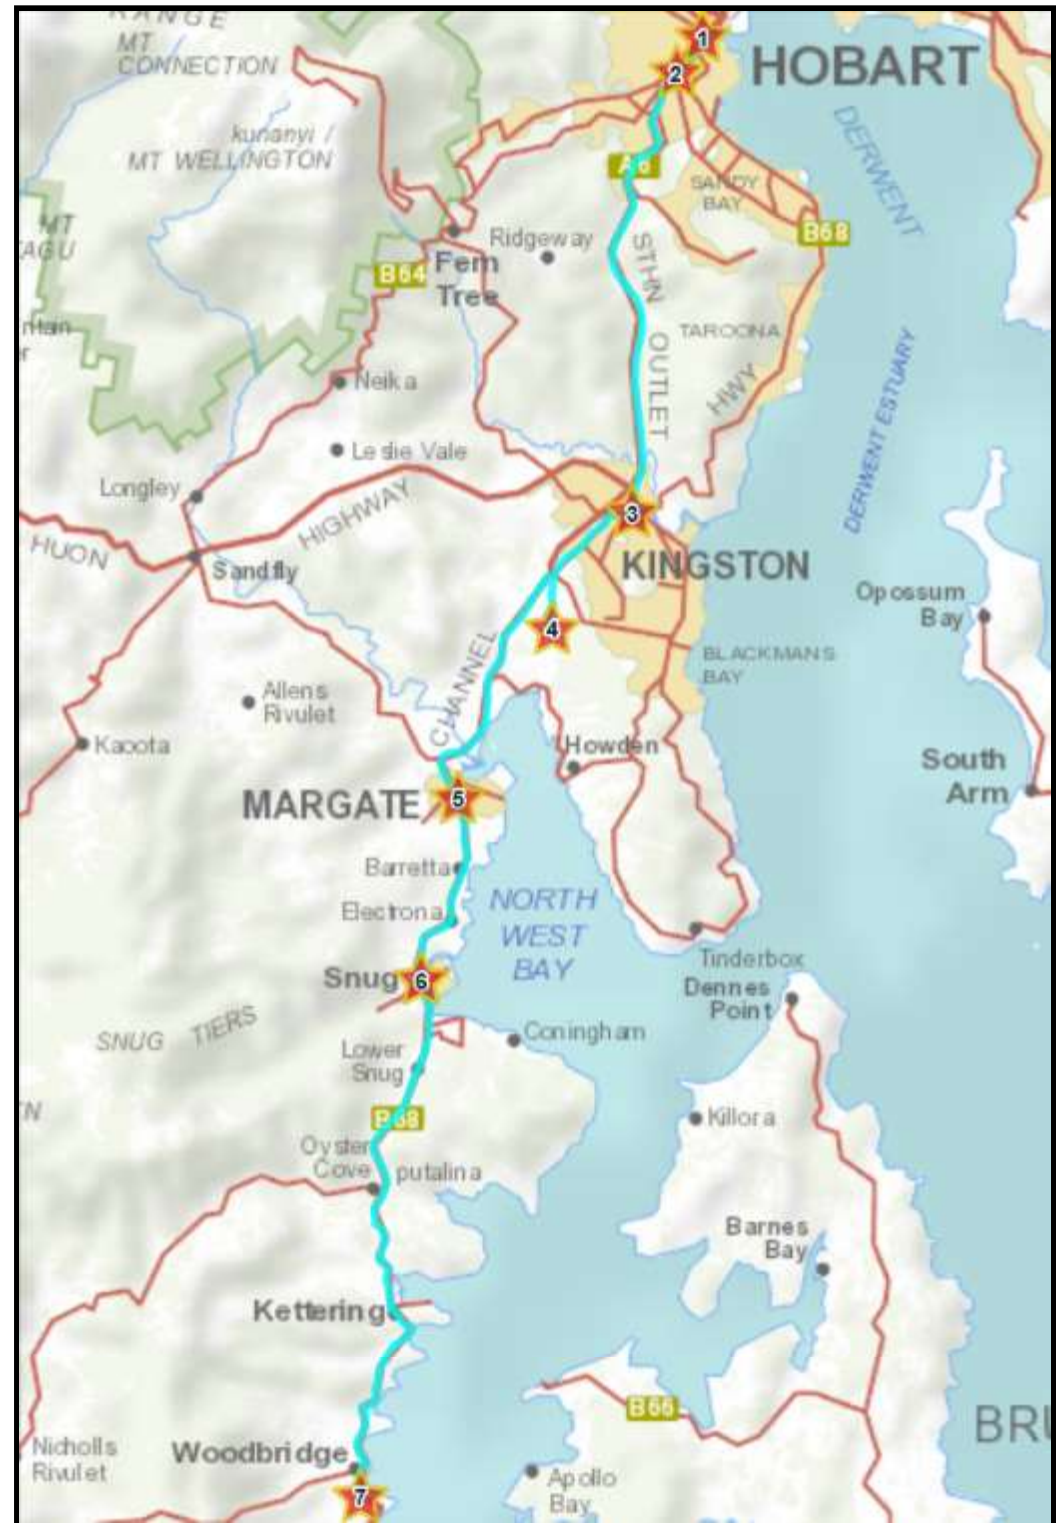 RANGE
MT
CONNECTION
1
HOBART
2
kunanyi /
MT WELLINGTON
DERWENT
A6
SANDY
BAY
MT
B68
Ridgeway
B64
Fern
Tree
STHN OUTLET
TAROONA
HWY
DERWENT ESTUARY
Neika
Leslie Vale
Longley
HIGHWAY
3
HUON
Sandfly
KINGSTON
Opossum
Bay
4
BLACKMANS
BAY
CHANNEL
Allens
Rivulet
Kaoota
Howden
South
Arm
MARGATE
5
Barretta
Electrona
NORTH
WEST
BAY
Snug
6
Tinderbox
Dennes
Point
SNUG TIERS
Coningham
Lower
Snug
B68
Killora
Oyster
Cove
putalina
Barnes
Bay
Kettering
B66
BRU
Nicholls
Rivulet
Woodbridge
Apollo
Bay
7